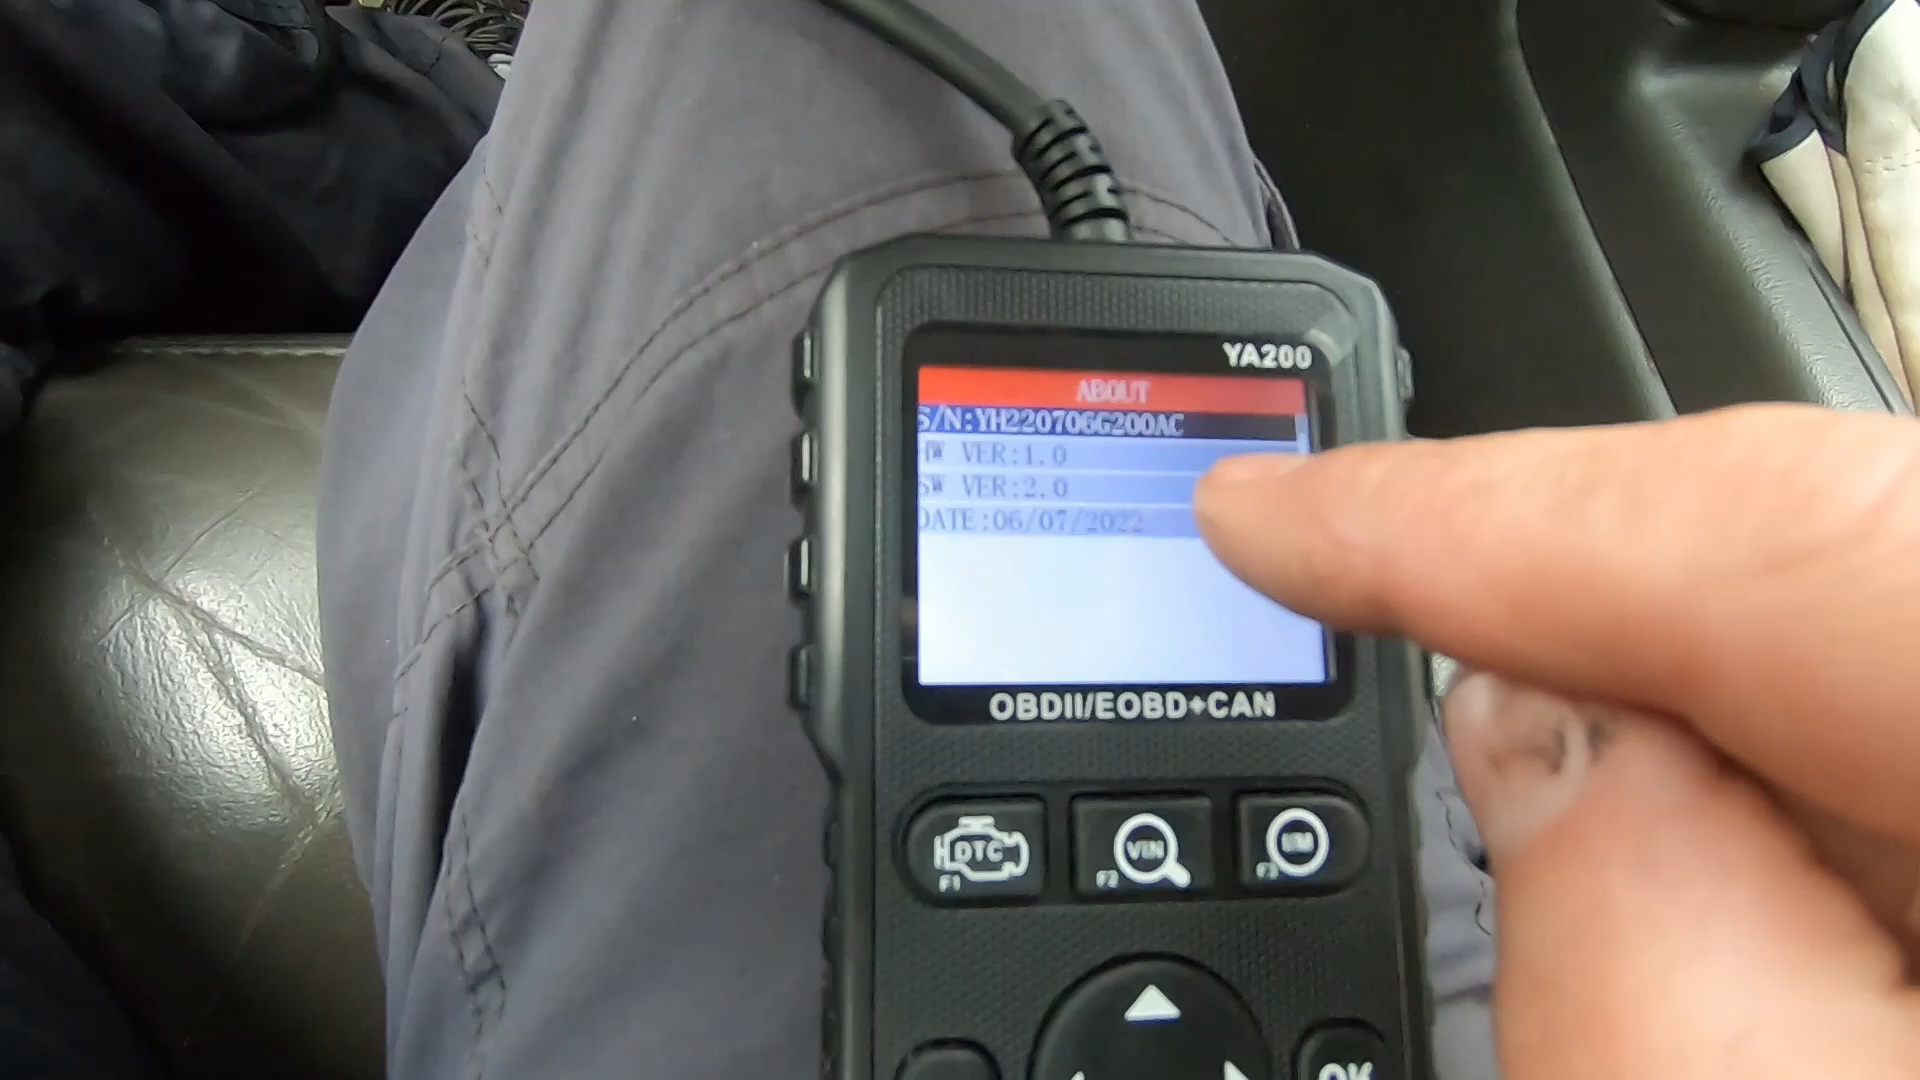 YA200
ABOUT
S/N:YH220706G200AC
HW VER:1.0
SW VER:2.0
DATE:06/07/2022
OBDII/EOBD+CAN
DTC
F1
VIN
F2
I/M
F3
OK